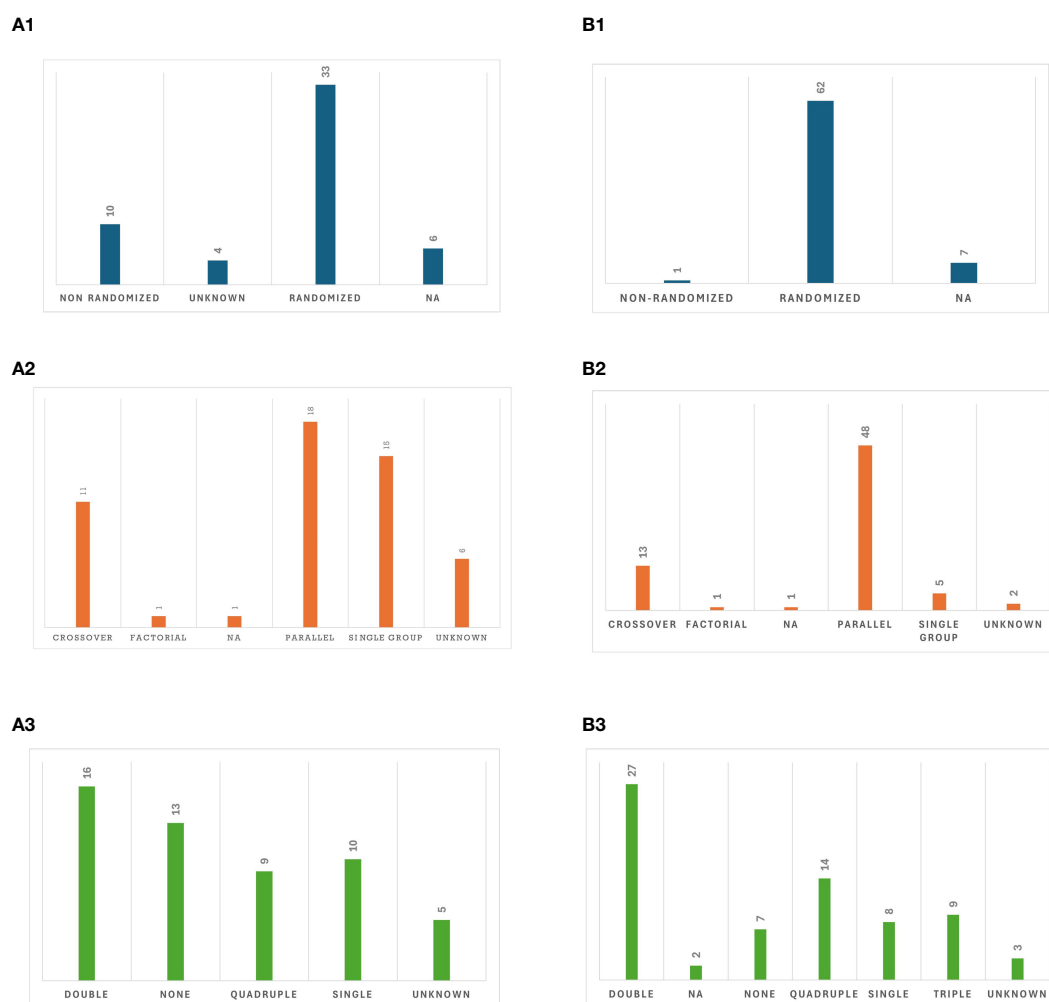 A1
33
10
4
6
NON RANDOMIZED UNKNOWN RANDOMIZED NA
B1
62
1
7
NON-RANDOMIZED RANDOMIZED NA
A2
11
1
1
18
15
6
CROSSOVER FACTORIAL NA PARALLEL SINGLE GROUP UNKNOWN
B2
13
1
1
48
5
2
CROSSOVER FACTORIAL NA PARALLEL SINGLE GROUP UNKNOWN
A3
16
13
9
10
5
DOUBLE NONE QUADRUPLE SINGLE UNKNOWN
B3
27
2
7
14
8
9
3
DOUBLE NA NONE QUADRUPLE SINGLE TRIPLE UNKNOWN